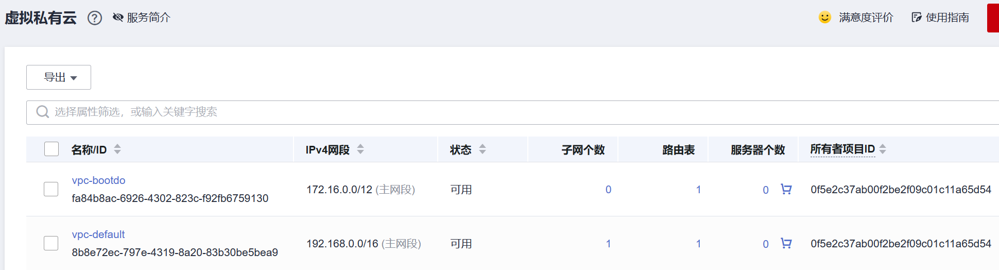 虚拟私有云 ? 服务简介 满意度评价 使用指南
导出
选择属性筛选，或输入关键字搜索
名称/ID IPv4网段 状态 子网个数 路由表 服务器个数 所有者项目ID
vpc-bootdo
fa84b8ac-6926-4302-823c-f92fb6759130 172.16.0.0/12 (主网段) 可用 0 1 0 0f5e2c37ab00f2be2f09c01c11a65d54
vpc-default
8b8e72ec-797e-4319-8a20-83b30be5bea9 192.168.0.0/16 (主网段) 可用 1 1 0 0f5e2c37ab00f2be2f09c01c11a65d54